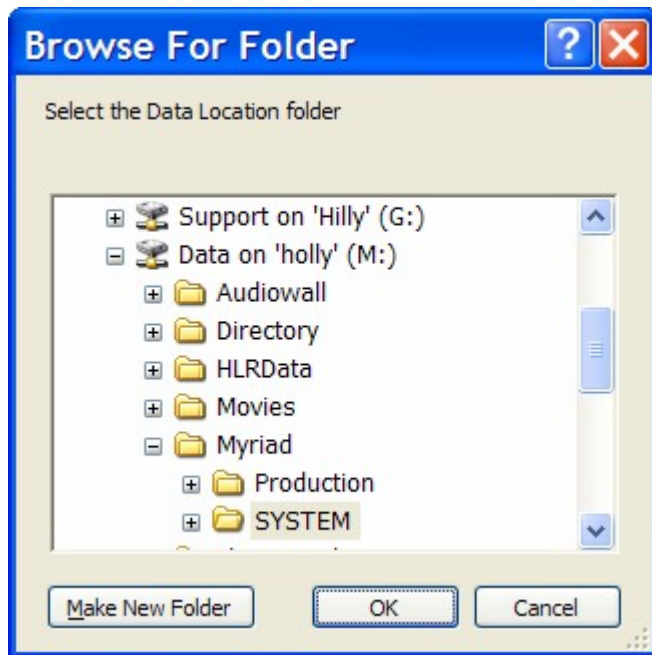 Browse For Folder
Select the Data Location folder
Support on 'Hilly' (G:)
Data on 'holly' (M:)
Audiowall
Directory
HLRData
Movies
Myriad
Production
SYSTEM
Make New Folder OK Cancel